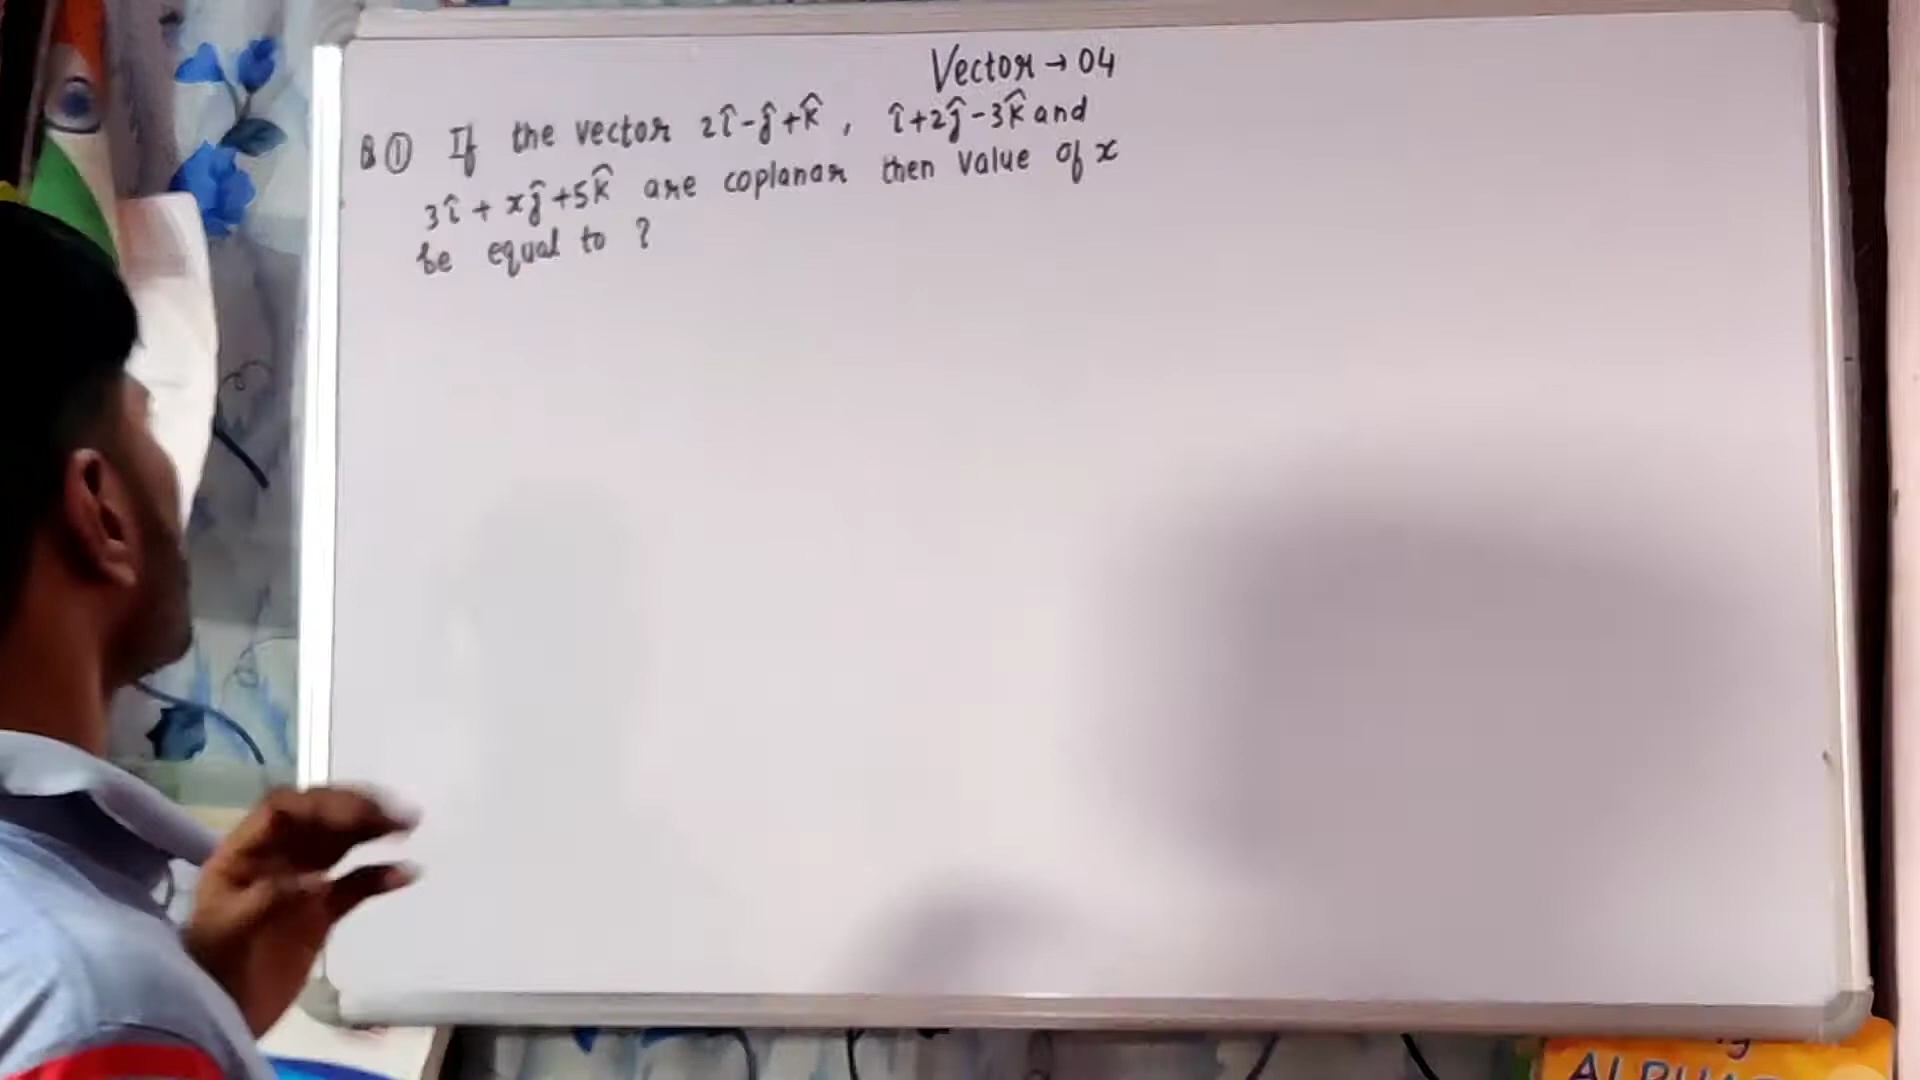 Vector → 04
Q ① If the vector 2î-ĵ+k̂, î+2ĵ-3k̂ and
3î + xĵ+5k̂ are coplanar then value of x
be equal to ?